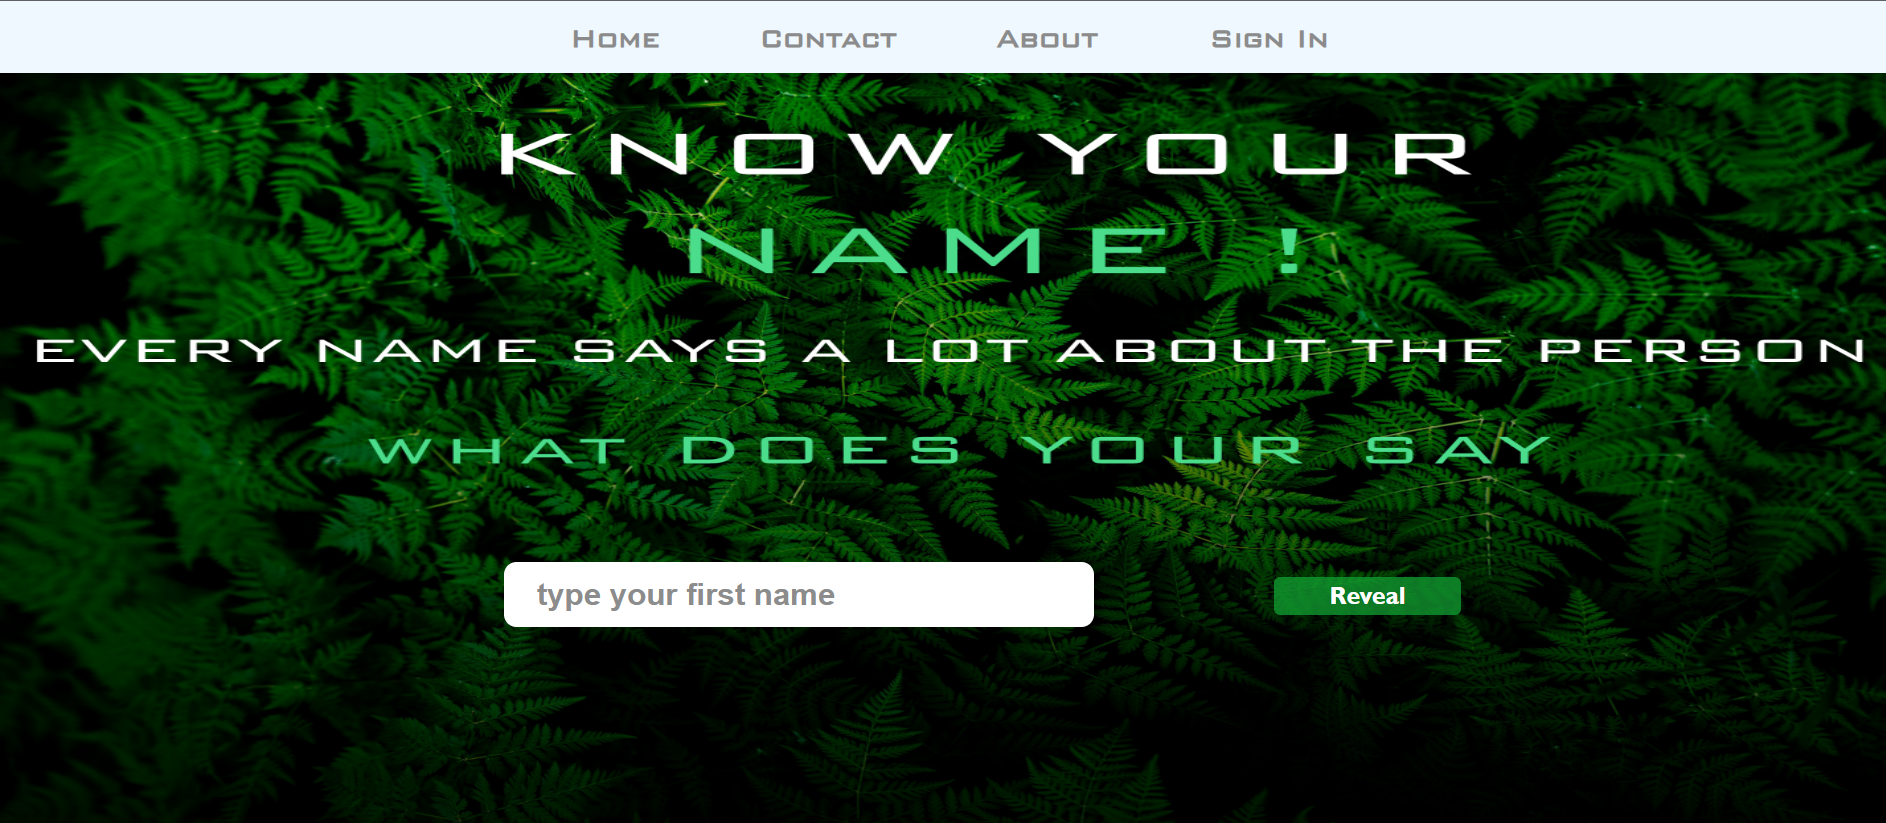 Home Contact About Sign In
KNOW YOUR
NAME !
EVERY NAME SAYS A LOT ABOUT THE PERSON
WHAT DOES YOUR SAY
type your first name
Reveal